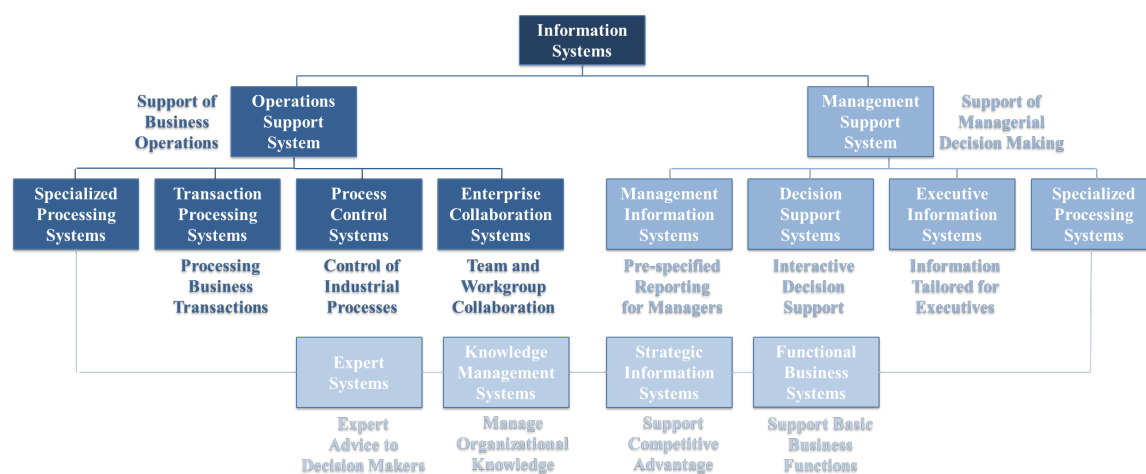 Information
Systems
Support of
Business
Operations
Operations
Support
System
Management
Support
System
Support of
Managerial
Decision Making
Specialized
Processing
Systems
Transaction
Processing
Systems
Process
Control
Systems
Enterprise
Collaboration
Systems
Management
Information
Systems
Decision
Support
Systems
Executive
Information
Systems
Specialized
Processing
Systems
Processing
Business
Transactions
Control of
Industrial
Processes
Team and
Workgroup
Collaboration
Pre-specified
Reporting
for Managers
Interactive
Decision
Support
Information
Tailored for
Executives
Expert
Systems
Knowledge
Management
Systems
Strategic
Information
Systems
Functional
Business
Systems
Expert
Advice to
Decision Makers
Manage
Organizational
Knowledge
Support
Competitive
Advantage
Support Basic
Business
Functions